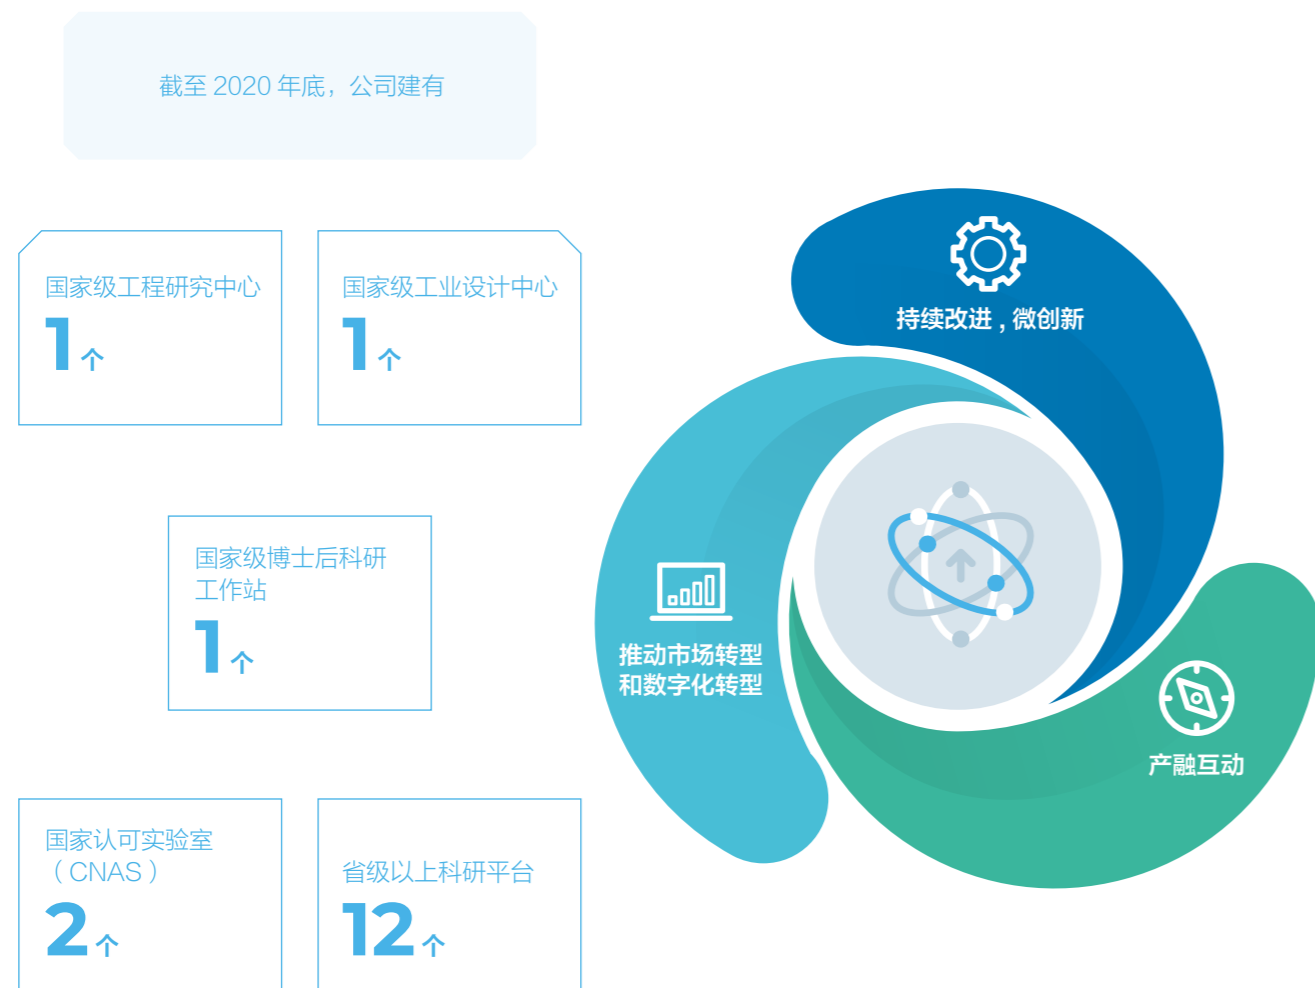 截至 2020 年底，公司建有
国家级工程研究中心
1 个
国家级工业设计中心
1 个
国家级博士后科研
工作站
1 个
国家认可实验室
（ CNAS ）
2 个
省级以上科研平台
12 个
持续改进 , 微创新
推动市场转型
和数字化转型
产融互动